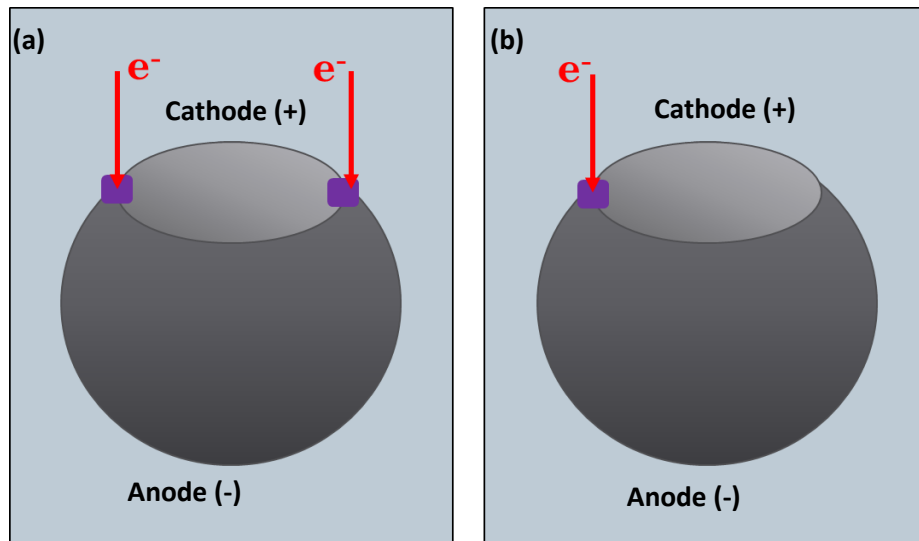 (a)
e⁻
e⁻
Cathode (+)
Anode (-)
(b)
e⁻
Cathode (+)
Anode (-)